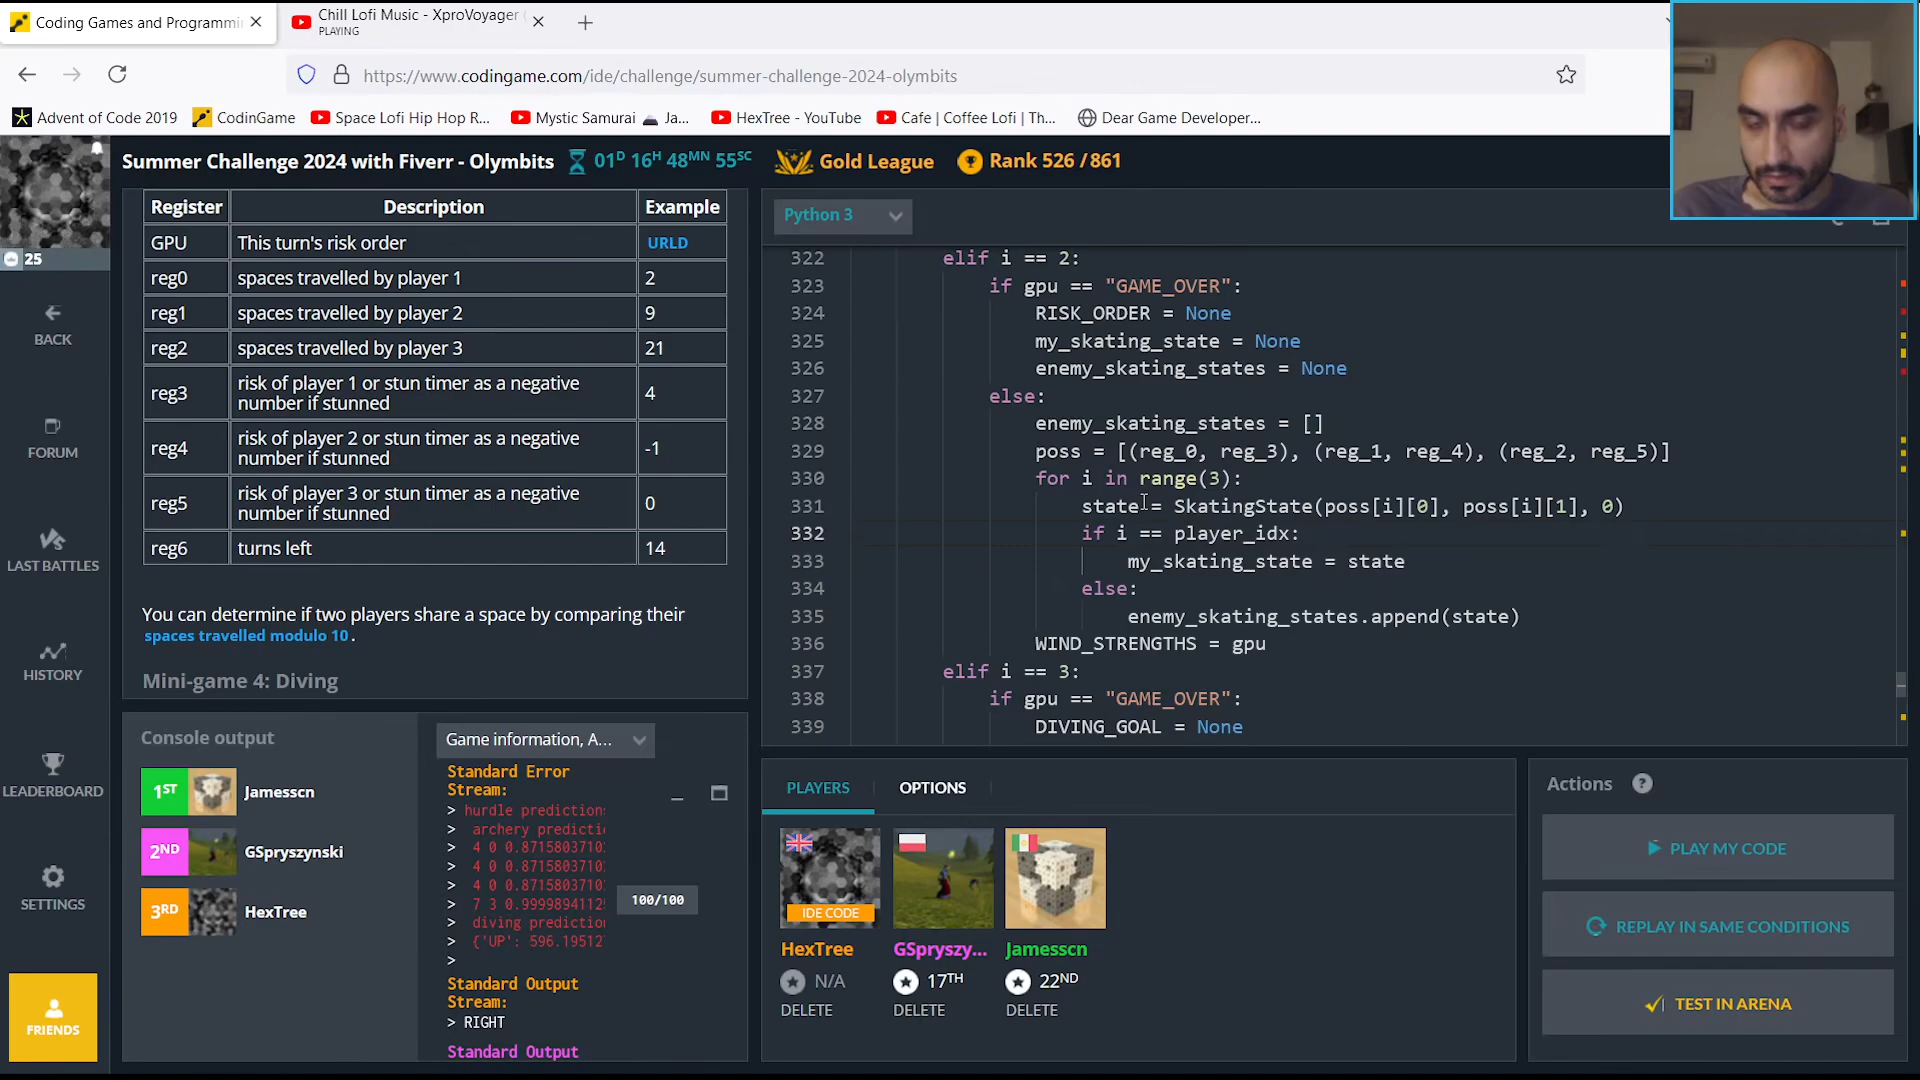 Coding Games and Programmi
Chill Lofi Music - XproVoyager
PLAYING
https://www.codingame.com/ide/challenge/summer-challenge-2024-olymbits
Advent of Code 2019
CodinGame
Space Lofi Hip Hop R...
Mystic Samurai
Ja...
HexTree - YouTube
Cafe | Coffee Lofi | Th...
Dear Game Developer...
Summer Challenge 2024 with Fiverr - Olymbits
01D 16H 48MN 55SC
Gold League
Rank 526 / 861
25
BACK
FORUM
LAST BATTLES
HISTORY
LEADERBOARD
SETTINGS
FRIENDS
Register Description Example
GPU This turn's risk order URLD
reg0 spaces travelled by player 1 2
reg1 spaces travelled by player 2 9
reg2 spaces travelled by player 3 21
reg3 risk of player 1 or stun timer as a negative
number if stunned 4
reg4 risk of player 2 or stun timer as a negative
number if stunned -1
reg5 risk of player 3 or stun timer as a negative
number if stunned 0
reg6 turns left 14
You can determine if two players share a space by comparing their
spaces travelled modulo 10.
Mini-game 4: Diving
Console output
1ST Jamesscn
2ND GSpryszynski
3RD HexTree
Game information, A...
Standard Error
Stream:
> hurdle predictions
> archery predicti
> 4 0 0.8715803710
> 4 0 0.8715803710
> 4 0 0.8715803710
> 7 3 0.9999894112
> diving prediction
> {'UP': 596.19512
>
Standard Output
Stream:
> RIGHT
Standard Output
100/100
Python 3
322 elif i == 2:
323 if gpu == "GAME_OVER":
324 RISK_ORDER = None
325 my_skating_state = None
326 enemy_skating_states = None
327 else:
328 enemy_skating_states = []
329 poss = [(reg_0, reg_3), (reg_1, reg_4), (reg_2, reg_5)]
330 for i in range(3):
331 state = SkatingState(poss[i][0], poss[i][1], 0)
332 if i == player_idx:
333 my_skating_state = state
334 else:
335 enemy_skating_states.append(state)
336 WIND_STRENGTHS = gpu
337 elif i == 3:
338 if gpu == "GAME_OVER":
339 DIVING_GOAL = None
PLAYERS
OPTIONS
IDE CODE
HexTree
N/A
DELETE
GSpryszy...
17TH
DELETE
Jamesscn
22ND
DELETE
Actions
?
PLAY MY CODE
REPLAY IN SAME CONDITIONS
TEST IN ARENA